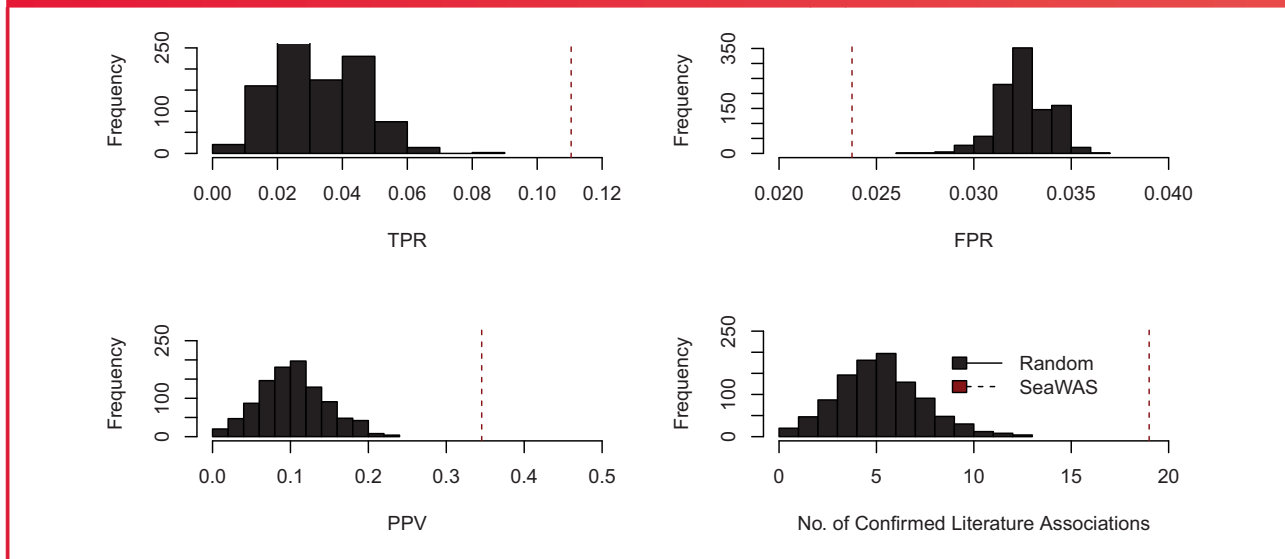 Frequency
250
100
0
0.00 0.02 0.04 0.06 0.08 0.10 0.12
TPR
Frequency
350
150
0
0.020 0.025 0.030 0.035 0.040
FPR
Frequency
250
100
0
0.0 0.1 0.2 0.3 0.4 0.5
PPV
Frequency
250
100
0
Random
SeaWAS
0 5 10 15 20
No. of Confirmed Literature Associations